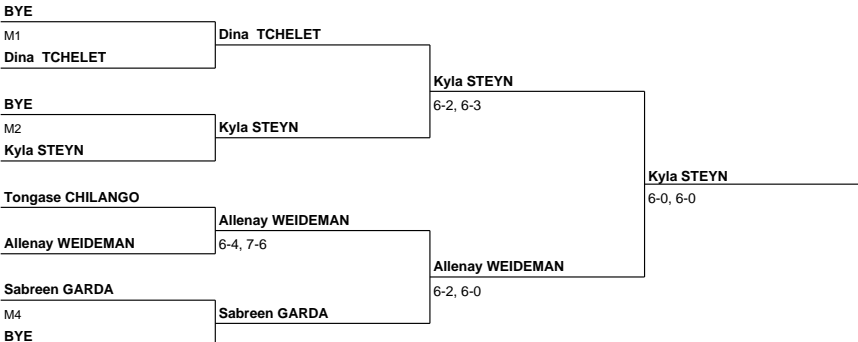 BYE
M1
Dina TCHELET
Dina TCHELET
BYE
M2
Kyla STEYN
Kyla STEYN
Kyla STEYN
6-2, 6-3
Tongase CHILANGO
Allenay WEIDEMAN
Allenay WEIDEMAN
6-4, 7-6
Sabreen GARDA
M4
BYE
Sabreen GARDA
Allenay WEIDEMAN
6-2, 6-0
Kyla STEYN
6-0, 6-0